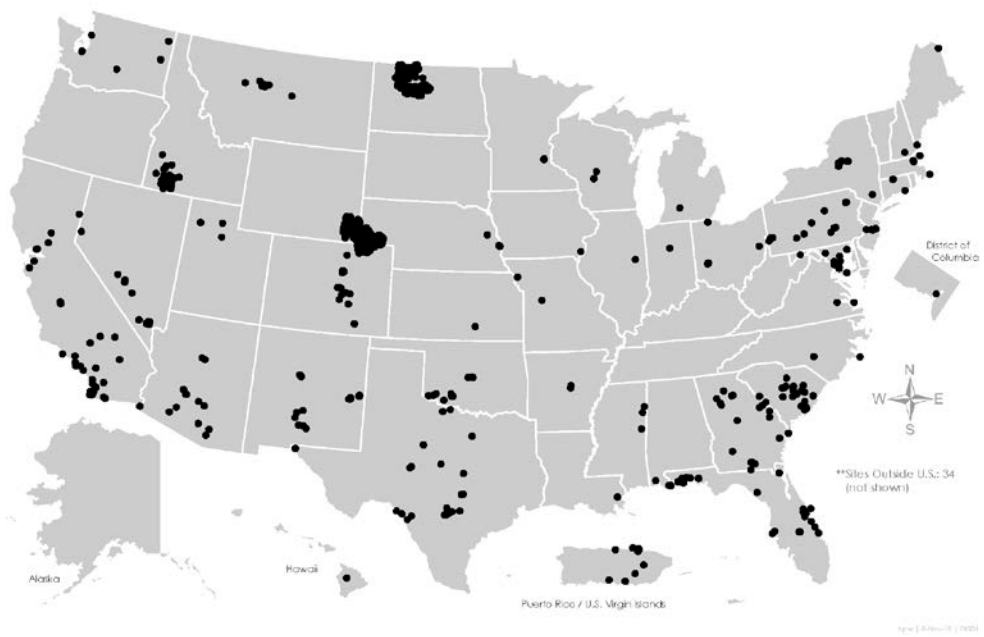 District of
Columbia
N
W E
S
**Sites Outside U.S.: 34
(not shown)
Alaska
Hawaii
Puerto Rico / U.S. Virgin Islands